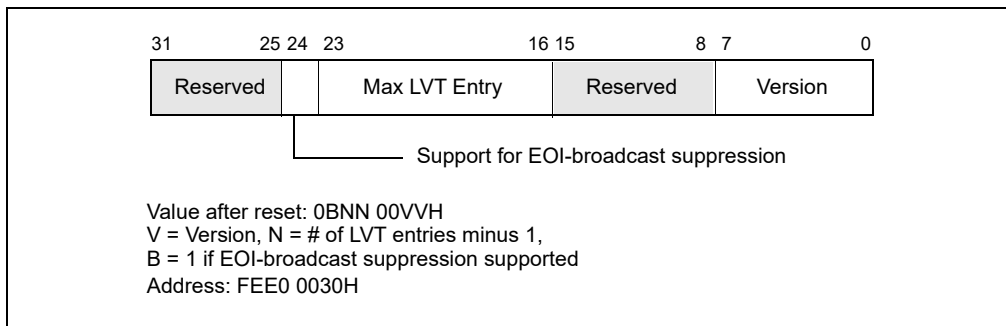 31 25 24 23 16 15 8 7 0
Reserved Max LVT Entry Reserved Version
Support for EOI-broadcast suppression
Value after reset: 0BNN 00VVH
V = Version, N = # of LVT entries minus 1,
B = 1 if EOI-broadcast suppression supported
Address: FEE0 0030H